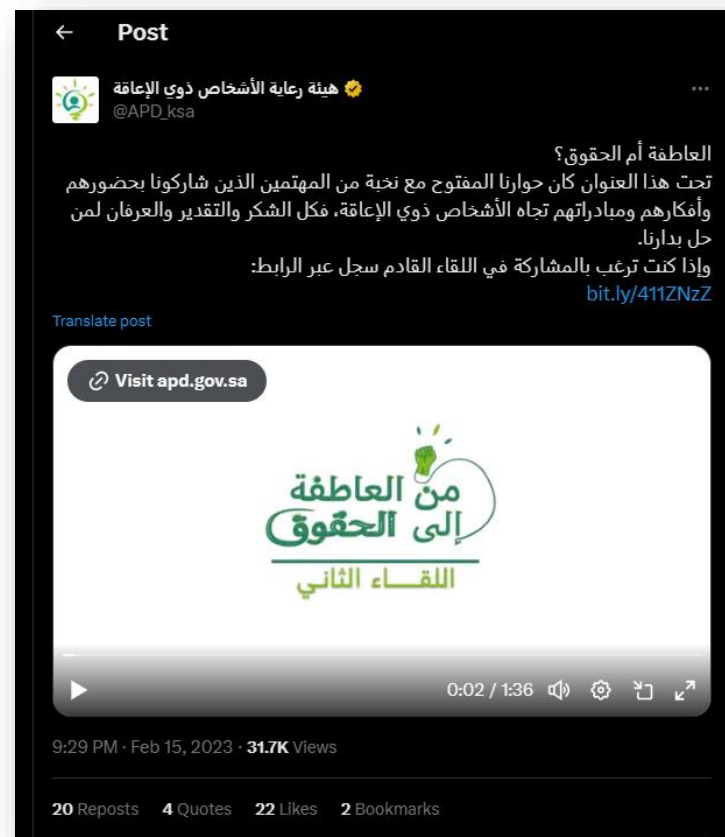 Post
هيئة رعاية الأشخاص ذوي الإعاقة
@APD_ksa
العاطفة أم الحقوق؟
تحت هذا العنوان كان حوارنا المفتوح مع نخبة من المهتمين الذين شاركونا بحضورهم
وأفكارهم ومبادراتهم تجاه الأشخاص ذوي الإعاقة، فكل الشكر والتقدير والعرفان لمن
حل بدارنا.
وإذا كنت ترغب بالمشاركة في اللقاء القادم سجل عبر الرابط:
bit.ly/411ZNzZ
Translate post
Visit apd.gov.sa
من العاطفة
إلى الحقوق
اللقـــاء الثاني
0:02 / 1:36
9:29 PM · Feb 15, 2023 · 31.7K Views
20 Reposts 4 Quotes 22 Likes 2 Bookmarks